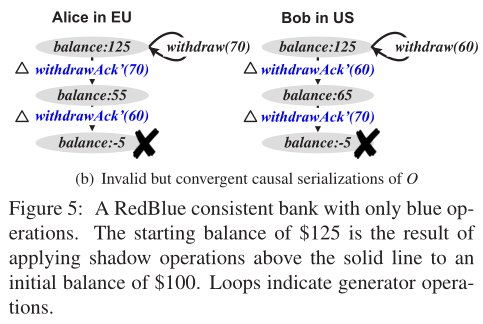 Alice in EU Bob in US
balance:125 withdraw(70) balance:125 withdraw(60)
△ withdrawAck'(70) △ withdrawAck'(60)
balance:55 balance:65
△ withdrawAck'(60) △ withdrawAck'(70)
balance:-5 balance:-5
(b) Invalid but convergent causal serializations of O
Figure 5: A RedBlue consistent bank with only blue op-
erations. The starting balance of $125 is the result of
applying shadow operations above the solid line to an
initial balance of $100. Loops indicate generator opera-
tions.